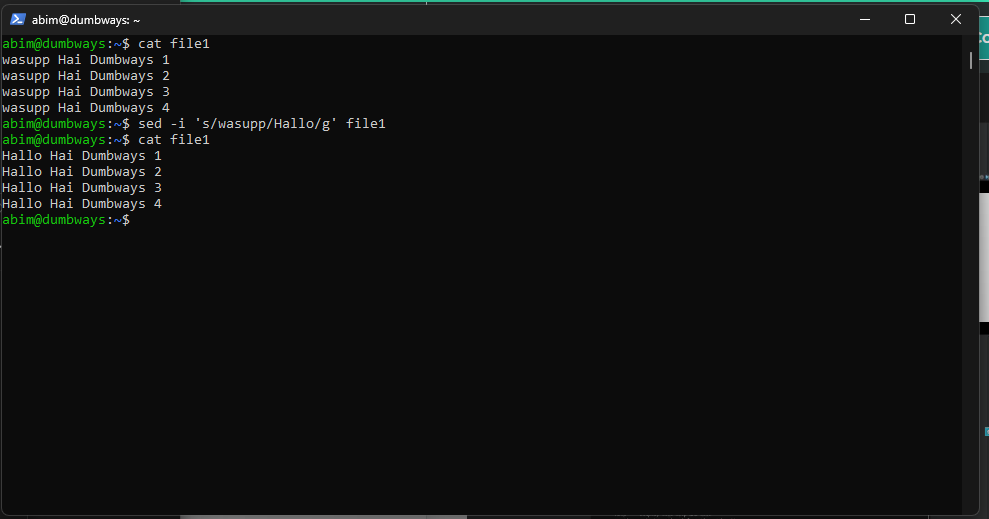 abim@dumbways: ~
abim@dumbways:~$ cat file1
wasupp Hai Dumbways 1
wasupp Hai Dumbways 2
wasupp Hai Dumbways 3
wasupp Hai Dumbways 4
abim@dumbways:~$ sed -i 's/wasupp/Hallo/g' file1
abim@dumbways:~$ cat file1
Hallo Hai Dumbways 1
Hallo Hai Dumbways 2
Hallo Hai Dumbways 3
Hallo Hai Dumbways 4
abim@dumbways:~$